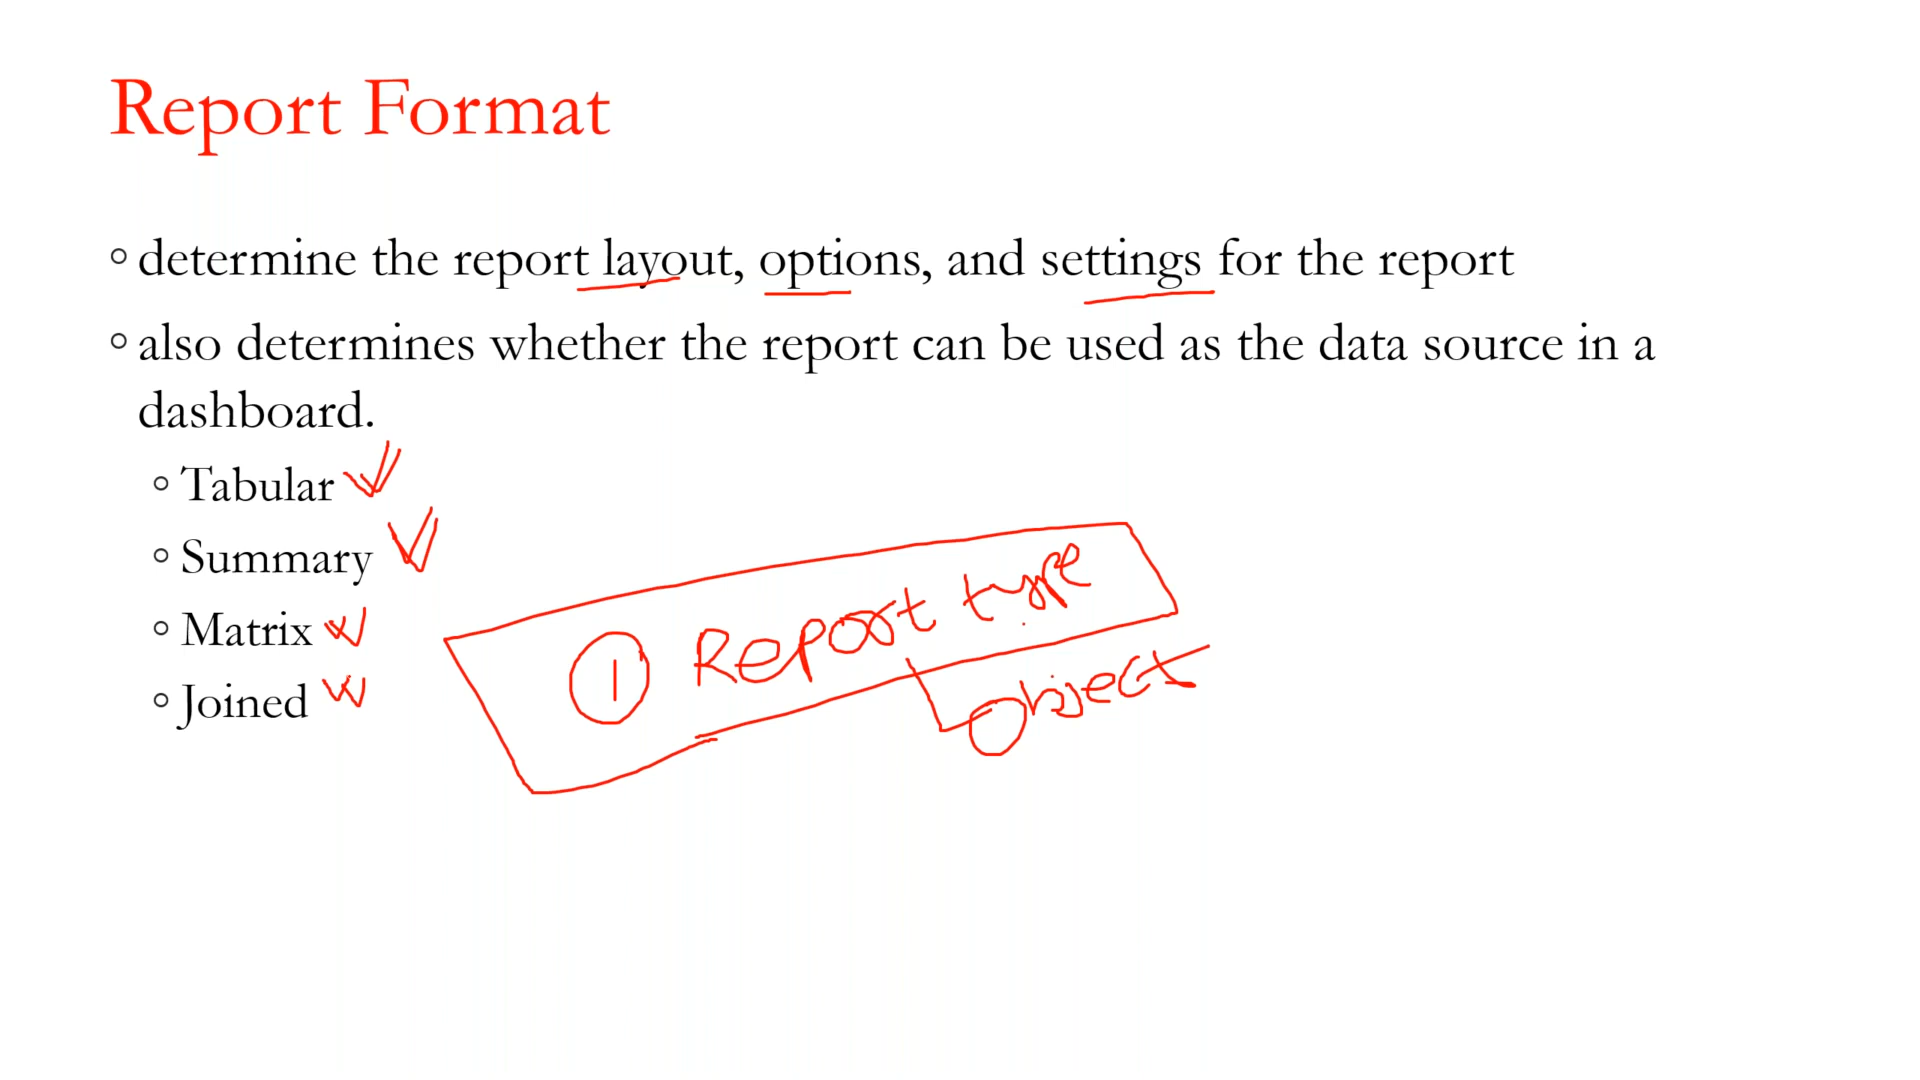 Report Format
determine the report layout, options, and settings for the report
also determines whether the report can be used as the data source in a
dashboard.
Tabular
Summary
Matrix
Joined
1 Report type
Object